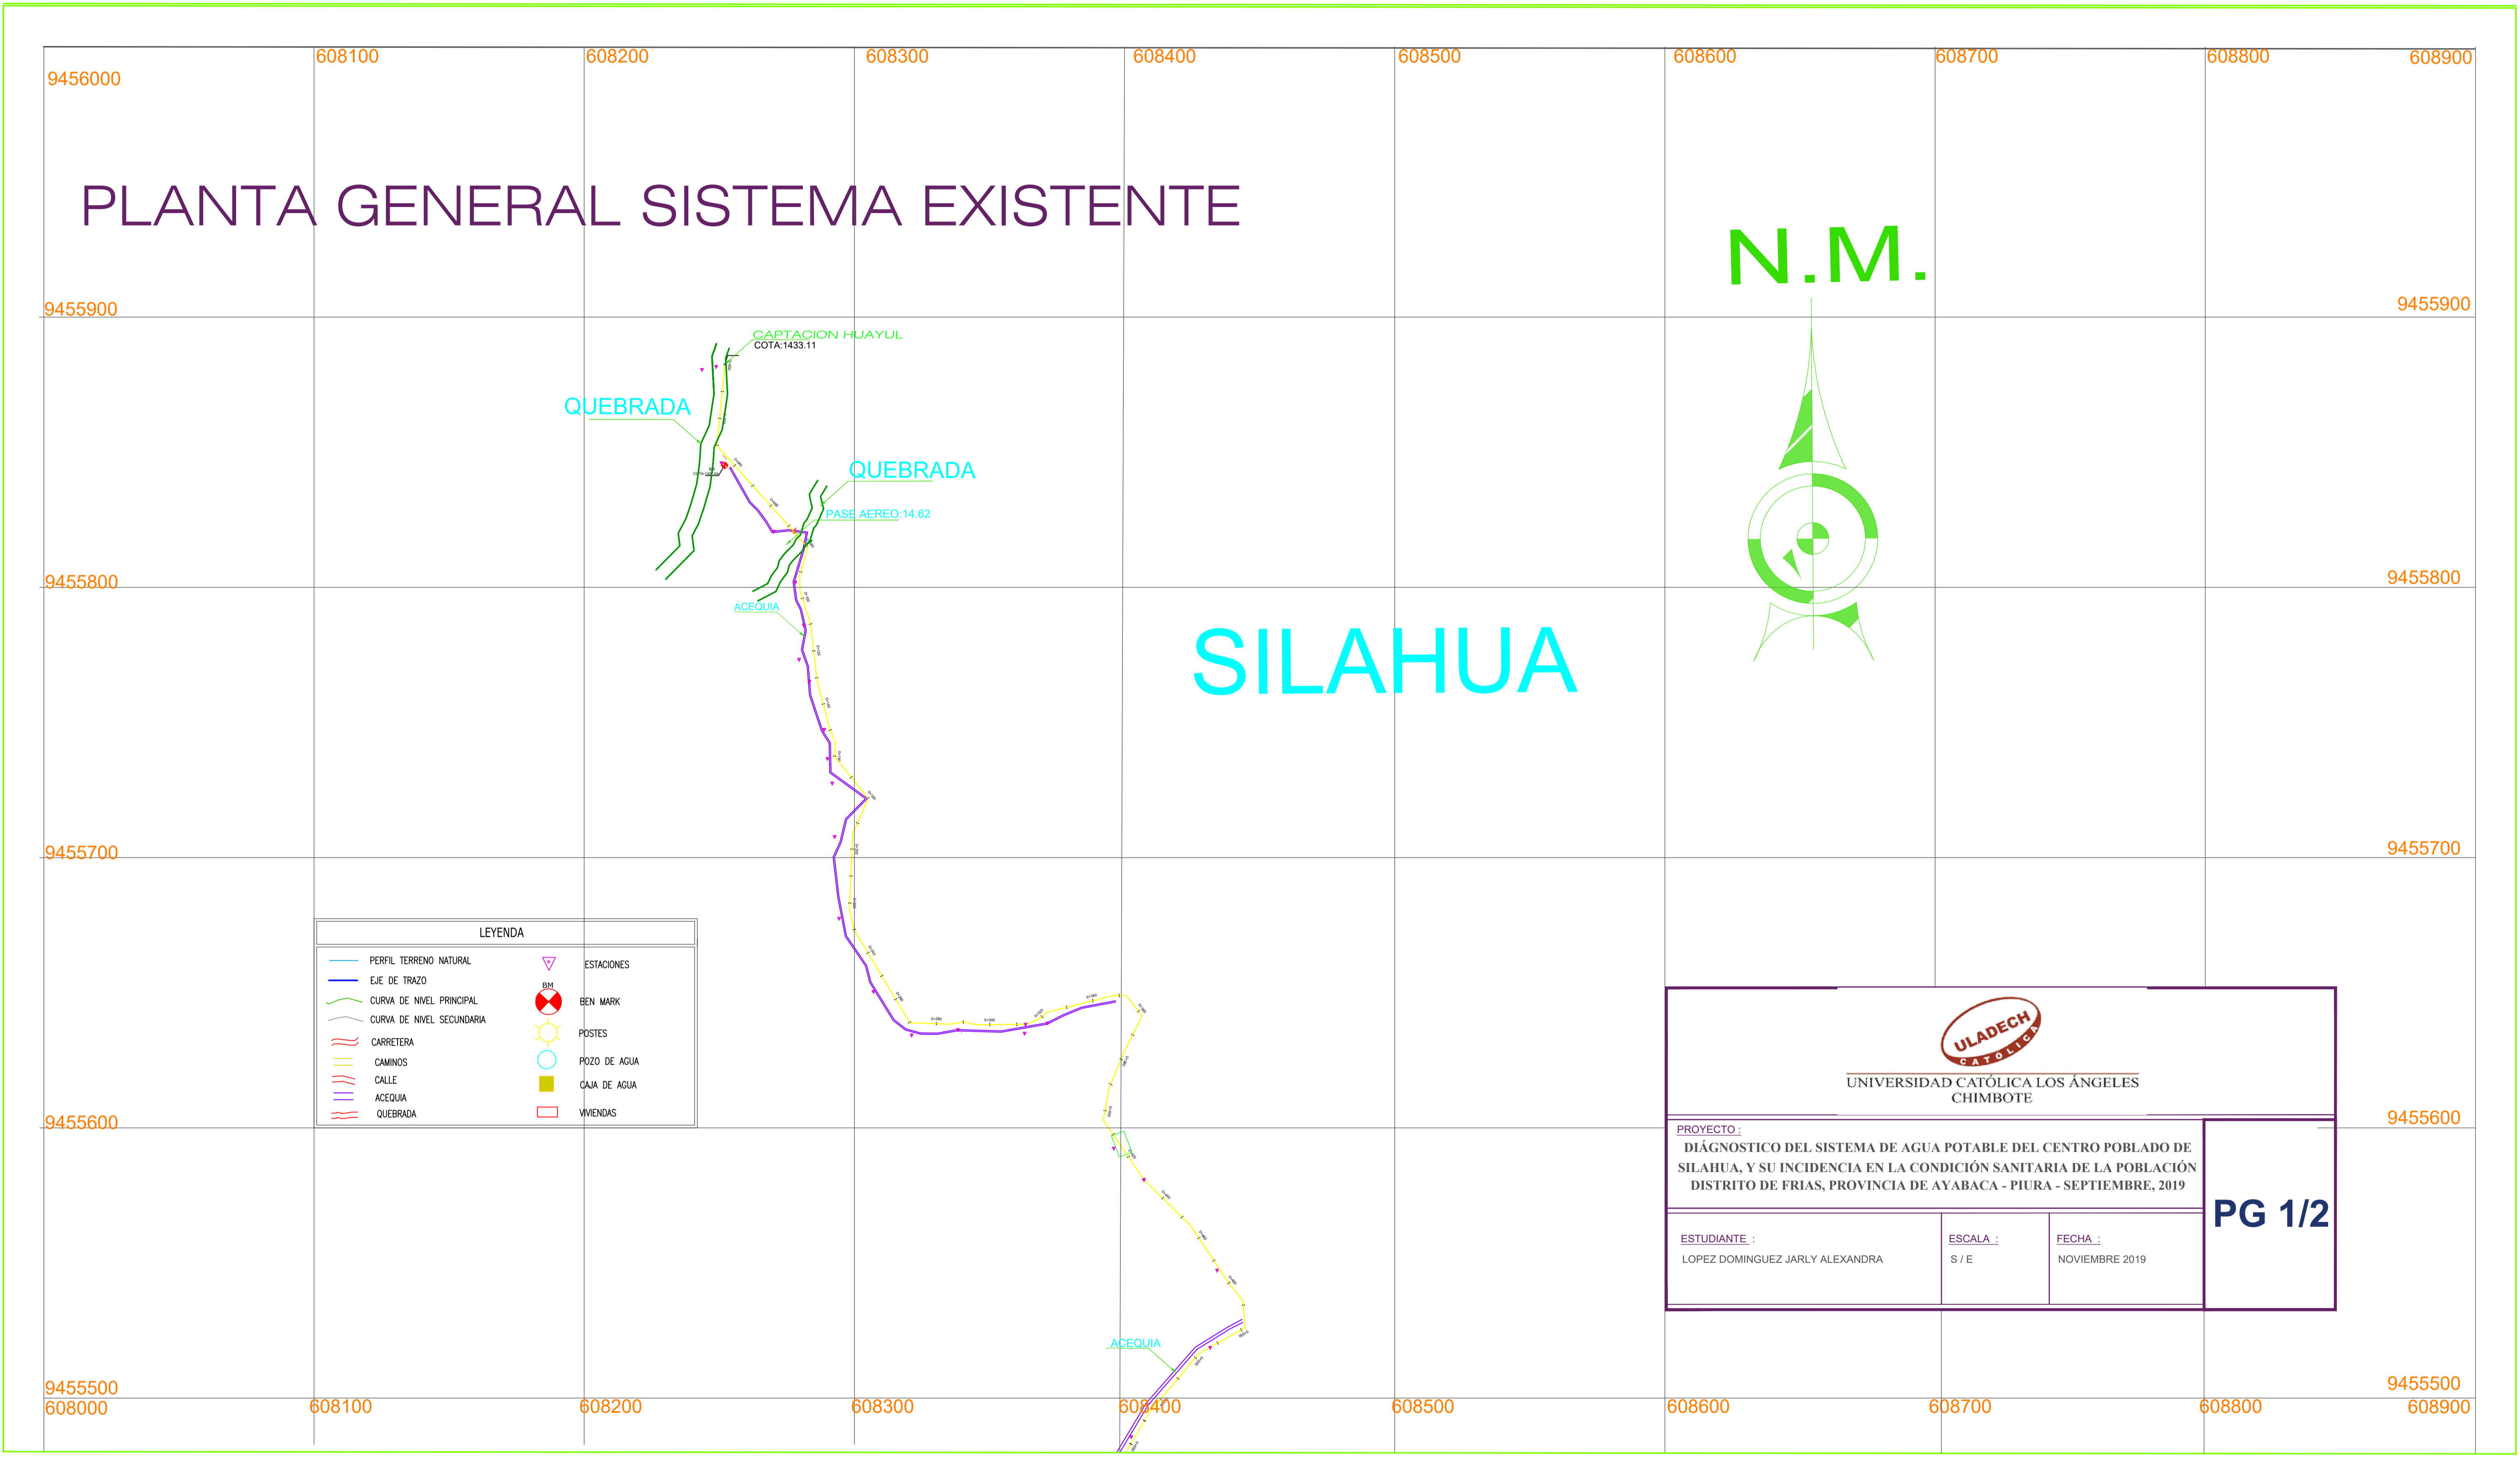 608100 608200 608300 608400 608500 608600 608700 608800 608900
9456000
PLANTA GENERAL SISTEMA EXISTENTE
N.M.
9455900 9455900
CAPTACION HUAYUL
COTA:1433.11
QUEBRADA
QUEBRADA
PASE AEREO:14.62
9455800 9455800
ACEQUIA
SILAHUA
9455700 9455700
LEYENDA
PERFIL TERRENO NATURAL
EJE DE TRAZO
CURVA DE NIVEL PRINCIPAL
CURVA DE NIVEL SECUNDARIA
CARRETERA
CAMINOS
CALLE
ACEQUIA
QUEBRADA
ESTACIONES
BM
BEN MARK
POSTES
POZO DE AGUA
CAJA DE AGUA
VIVIENDAS
9455600 9455600
ULADECH
CATÓLICA
UNIVERSIDAD CATÓLICA LOS ÁNGELES
CHIMBOTE
PROYECTO :
DIÁGNOSTICO DEL SISTEMA DE AGUA POTABLE DEL CENTRO POBLADO DE
SILAHUA, Y SU INCIDENCIA EN LA CONDICIÓN SANITARIA DE LA POBLACIÓN
DISTRITO DE FRIAS, PROVINCIA DE AYABACA - PIURA - SEPTIEMBRE, 2019
PG 1/2
ESTUDIANTE :
LOPEZ DOMINGUEZ JARLY ALEXANDRA
ESCALA :
S / E
FECHA :
NOVIEMBRE 2019
ACEQUIA
9455500 9455500
608000 608100 608200 608300 608400 608500 608600 608700 608800 608900